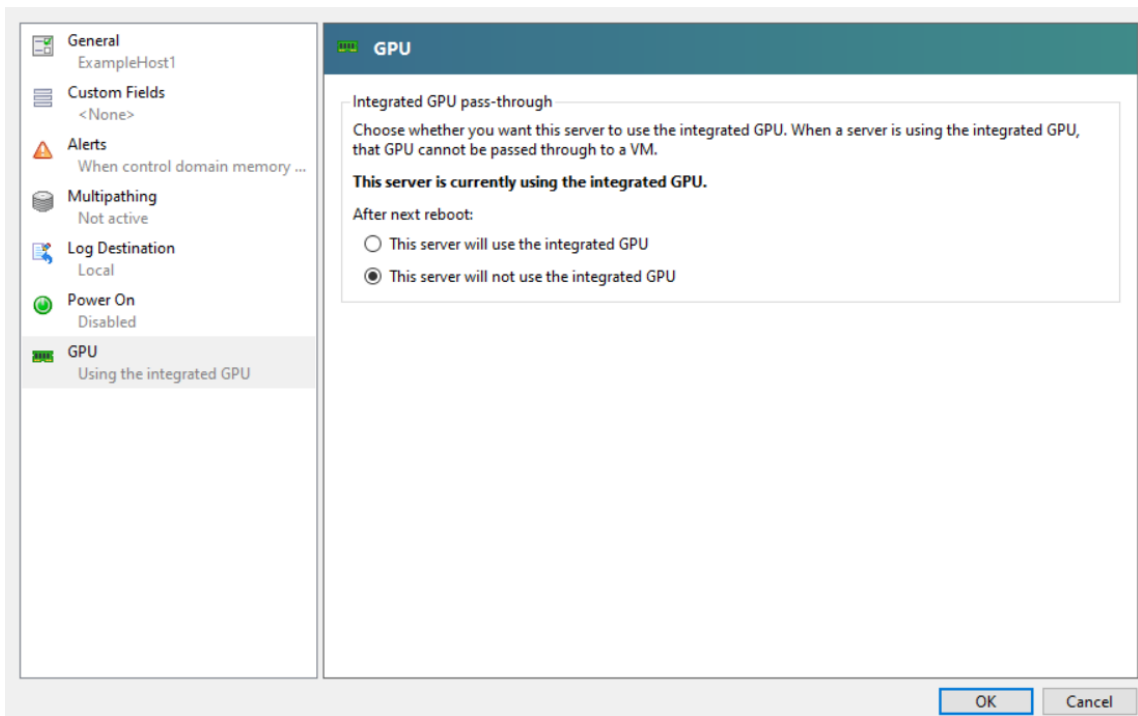 General
ExampleHost1
Custom Fields
<None>
Alerts
When control domain memory ...
Multipathing
Not active
Log Destination
Local
Power On
Disabled
GPU
Using the integrated GPU
GPU
Integrated GPU pass-through
Choose whether you want this server to use the integrated GPU. When a server is using the integrated GPU,
that GPU cannot be passed through to a VM.
This server is currently using the integrated GPU.
After next reboot:
This server will use the integrated GPU
This server will not use the integrated GPU
OK
Cancel